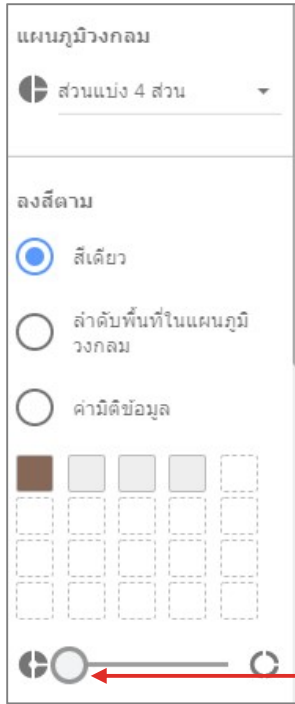 แผนภูมิวงกลม
ส่วนแบ่ง 4 ส่วน
ลงสีตาม
สีเดียว
ลำดับพื้นที่ในแผนภูมิ
วงกลม
ค่ามิติข้อมูล